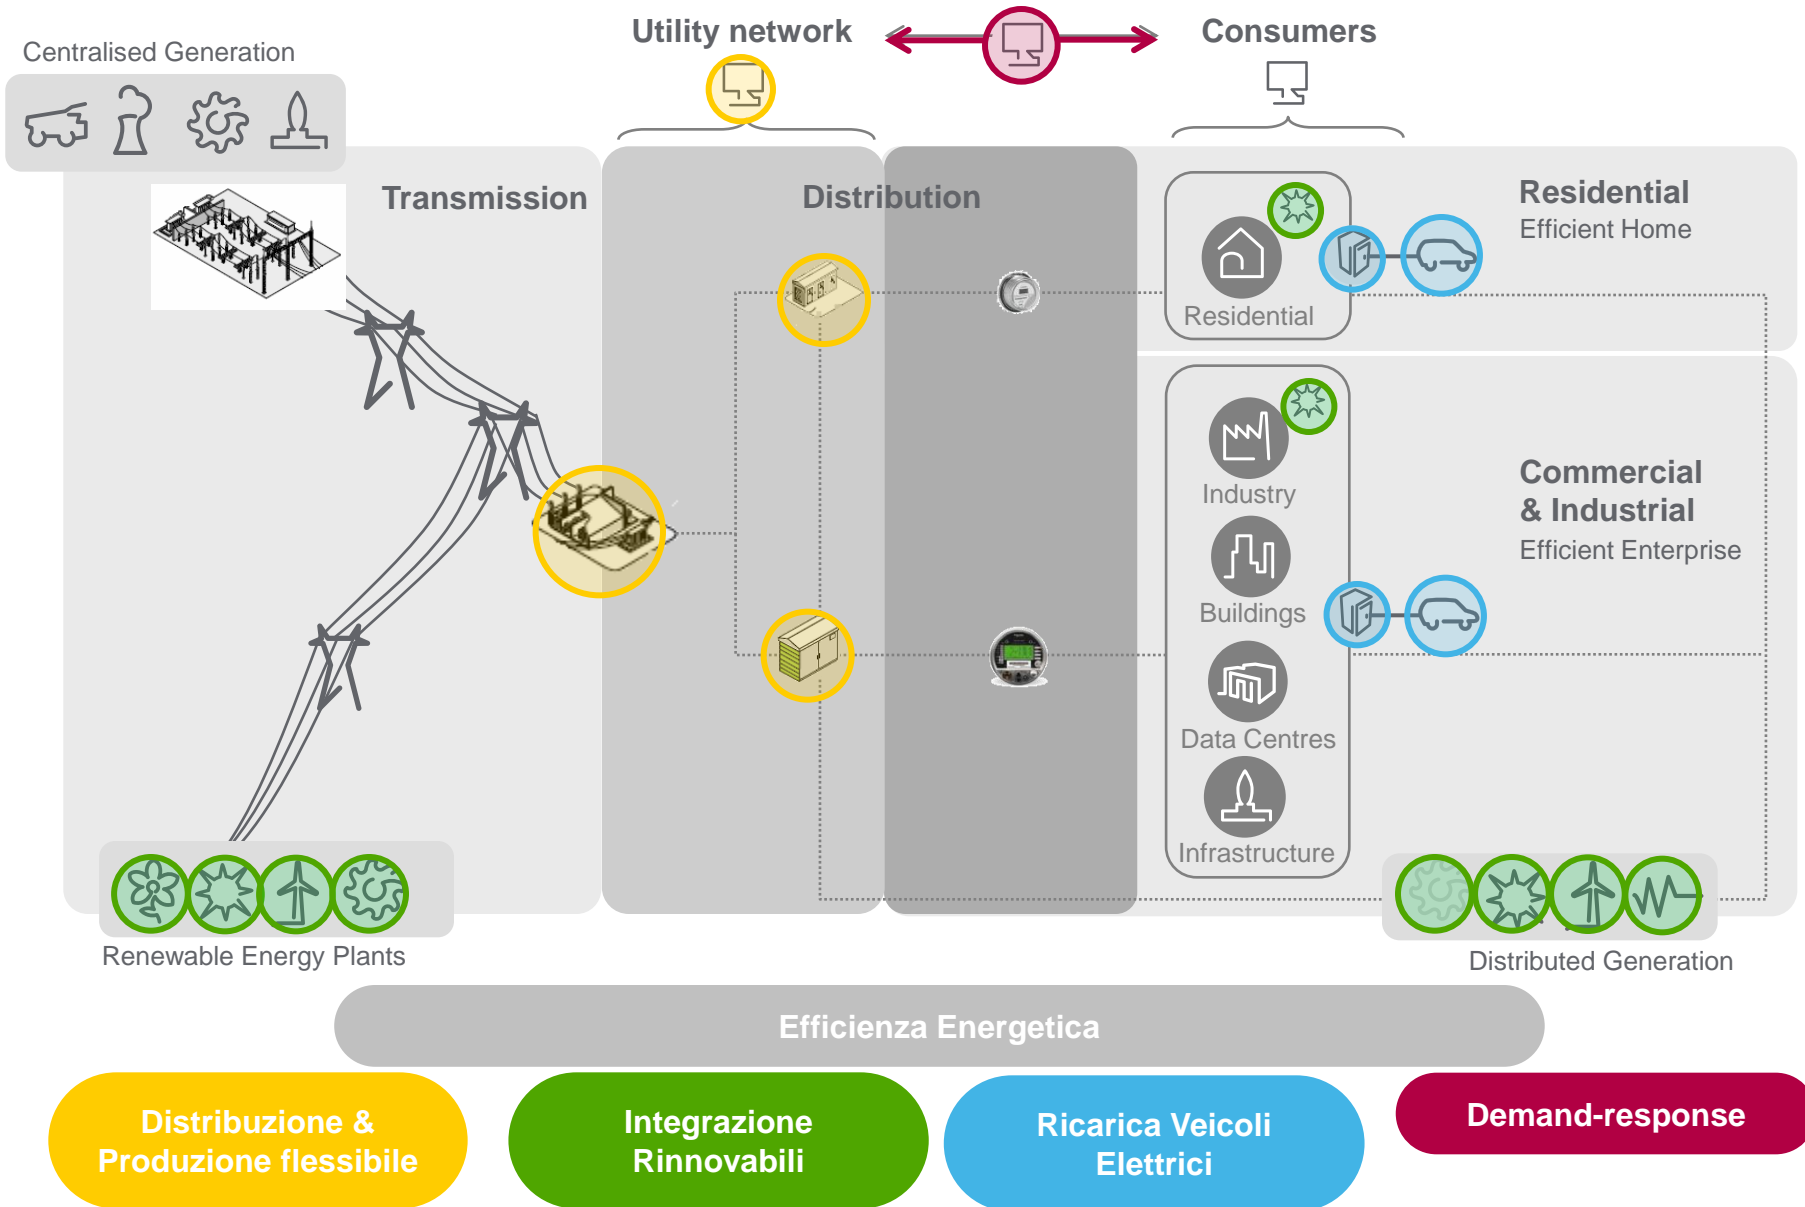 Utility network
Consumers
Centralised Generation
Transmission
Distribution
Residential
Efficient Home
Residential
Industry
Commercial
& Industrial
Efficient Enterprise
Buildings
Data Centres
Infrastructure
Renewable Energy Plants
Distributed Generation
Efficienza Energetica
Distribuzione &
Produzione flessibile
Integrazione
Rinnovabili
Ricarica Veicoli
Elettrici
Demand-response